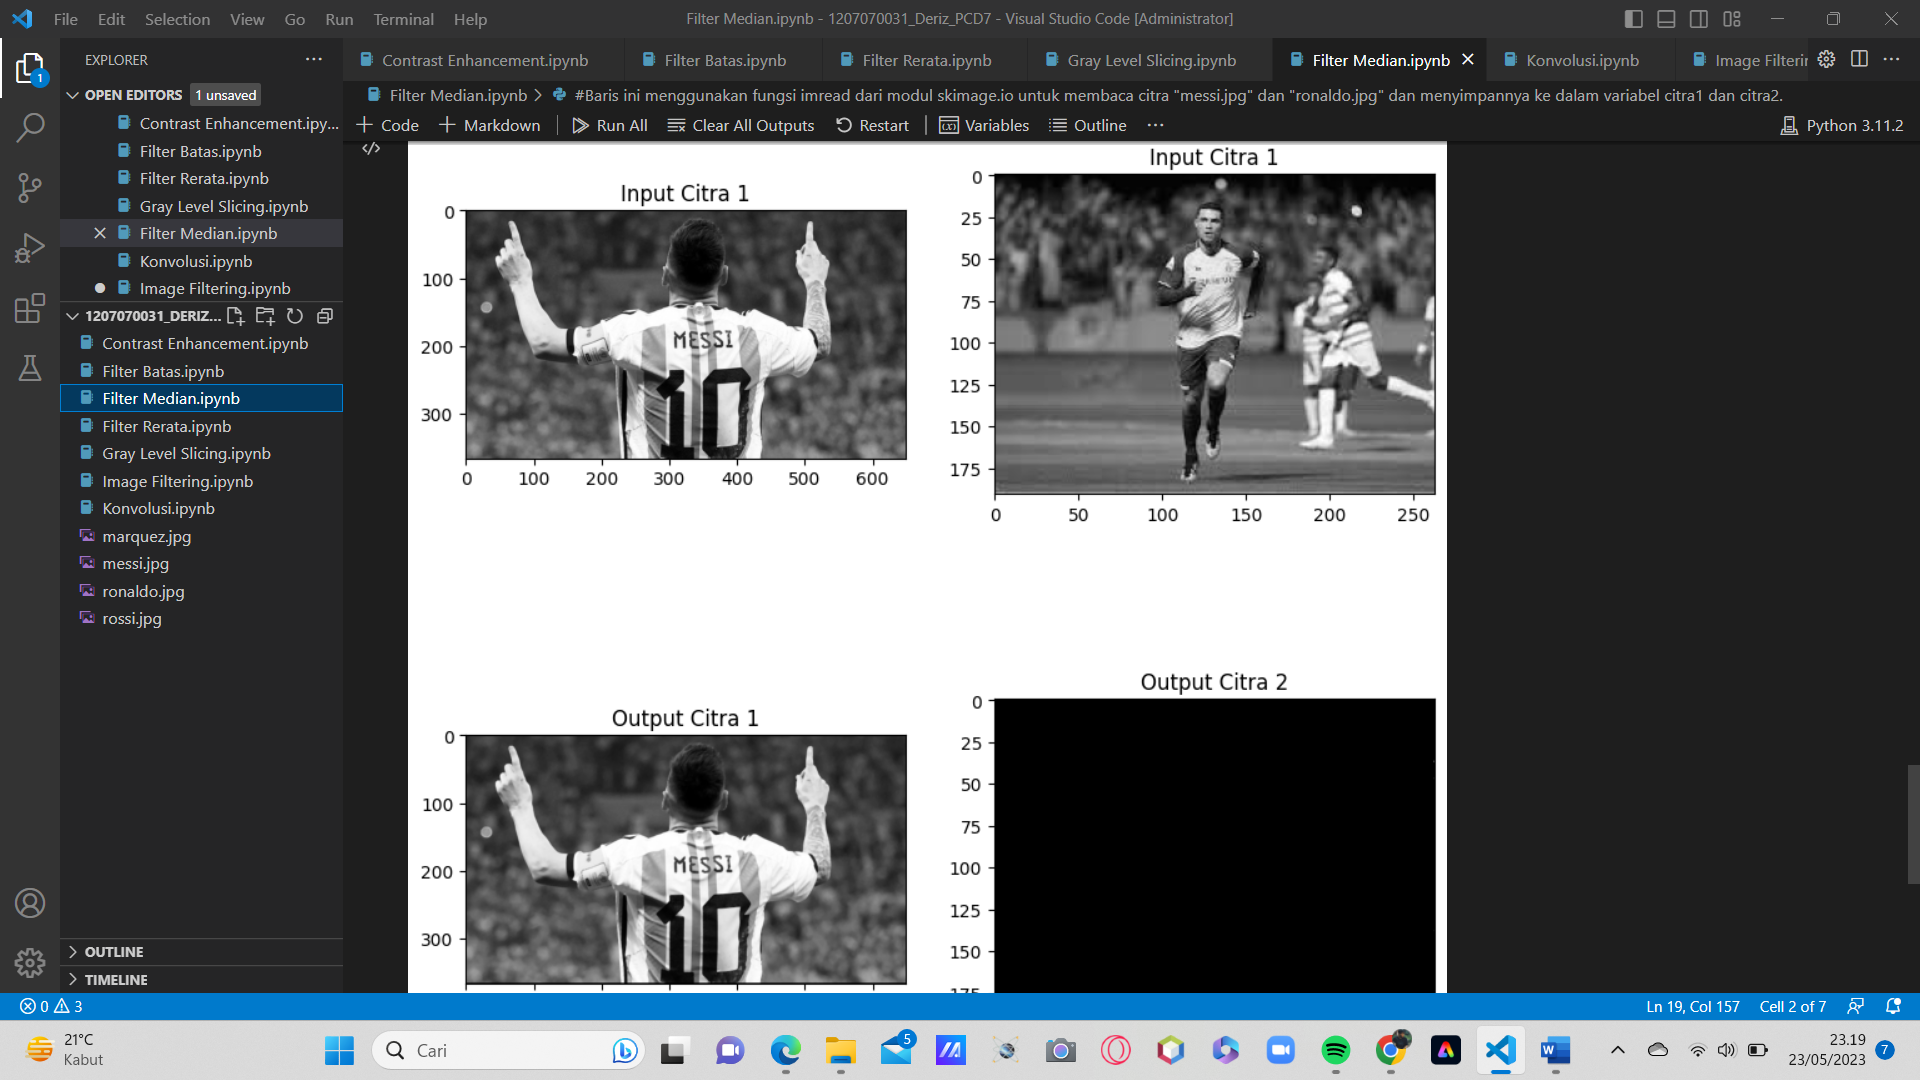 File Edit Selection View Go Run Terminal Help
Filter Median.ipynb - 1207070031_Deriz_PCD7 - Visual Studio Code [Administrator]
EXPLORER
OPEN EDITORS 1 unsaved
Contrast Enhancement.ipy...
Filter Batas.ipynb
Filter Rerata.ipynb
Gray Level Slicing.ipynb
Filter Median.ipynb
Konvolusi.ipynb
Image Filtering.ipynb
1207070031_DERIZ...
Contrast Enhancement.ipynb
Filter Batas.ipynb
Filter Median.ipynb
Filter Rerata.ipynb
Gray Level Slicing.ipynb
Image Filtering.ipynb
Konvolusi.ipynb
marquez.jpg
messi.jpg
ronaldo.jpg
rossi.jpg
OUTLINE
TIMELINE
1
Contrast Enhancement.ipynb Filter Batas.ipynb Filter Rerata.ipynb Gray Level Slicing.ipynb Filter Median.ipynb Konvolusi.ipynb Image Filterin
Filter Median.ipynb > #Baris ini menggunakan fungsi imread dari modul skimage.io untuk membaca citra "messi.jpg" dan "ronaldo.jpg" dan menyimpannya ke dalam variabel citra1 dan citra2.
+ Code + Markdown Run All Clear All Outputs Restart Variables Outline ... Python 3.11.2
Input Citra 1
0
100
200
300
0 100 200 300 400 500 600
MESSI
10
Input Citra 1
0
25
50
75
100
125
150
175
0 50 100 150 200 250
Output Citra 1
0
100
200
300
MESSI
10
Output Citra 2
0
25
50
75
100
125
150
175
0 3
Ln 19, Col 157 Cell 2 of 7
21°C
Kabut
Cari
5
23.19
23/05/2023
7